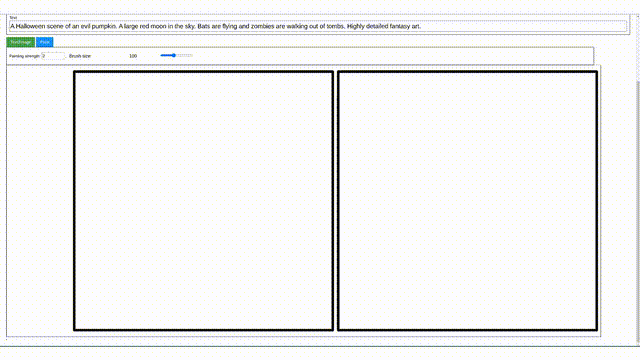 Text
A Halloween scene of an evil pumpkin. A large red moon in the sky. Bats are flying and zombies are walking out of tombs. Highly detailed fantasy art.
Text2Image Paint
Painting strength 2 Brush size 100